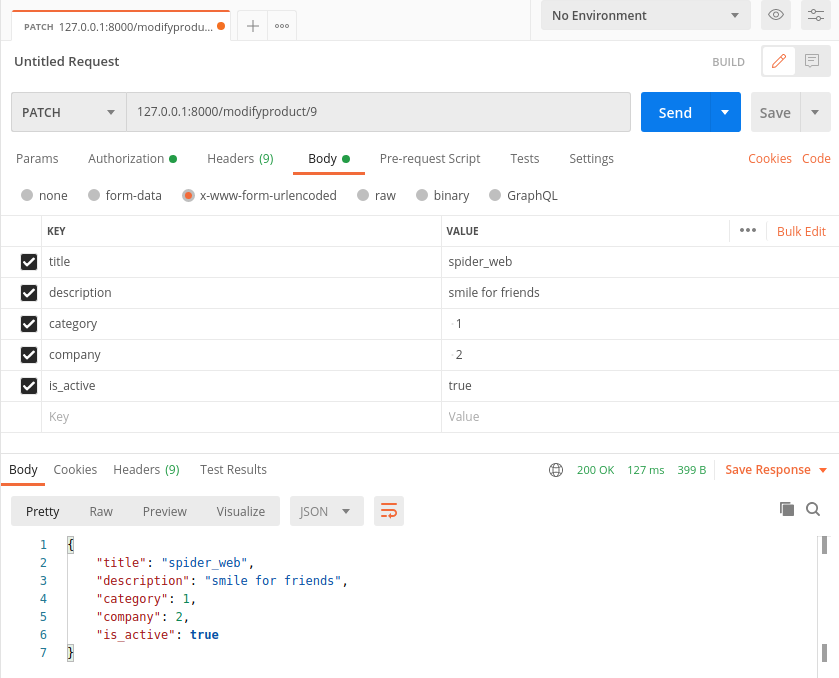 PATCH 127.0.0.1:8000/modifyprodu...
No Environment
Untitled Request BUILD
PATCH 127.0.0.1:8000/modifyproduct/9 Send Save
Params Authorization Headers (9) Body Pre-request Script Tests Settings Cookies Code
none form-data x-www-form-urlencoded raw binary GraphQL
KEY VALUE Bulk Edit
title spider_web
description smile for friends
category 1
company 2
is_active true
Key Value
Body Cookies Headers (9) Test Results 200 OK 127 ms 399 B Save Response
Pretty Raw Preview Visualize JSON
1 {
2 "title": "spider_web",
3 "description": "smile for friends",
4 "category": 1,
5 "company": 2,
6 "is_active": true
7 }